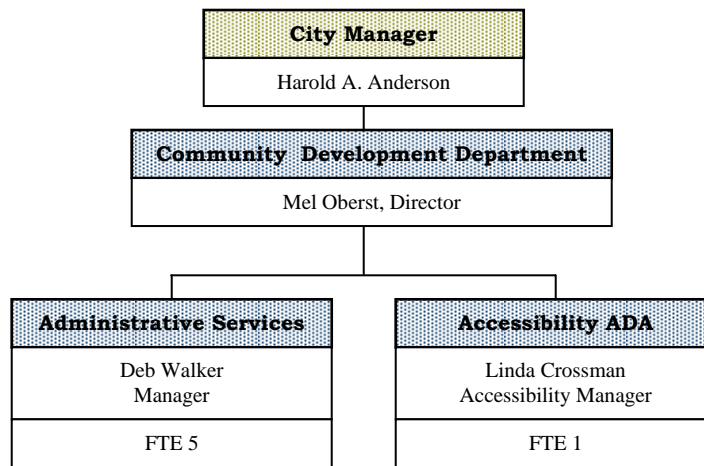 City Manager
Harold A. Anderson
Community Development Department
Mel Oberst, Director
Administrative Services
Deb Walker
Manager
FTE 5
Accessibility ADA
Linda Crossman
Accessibility Manager
FTE 1